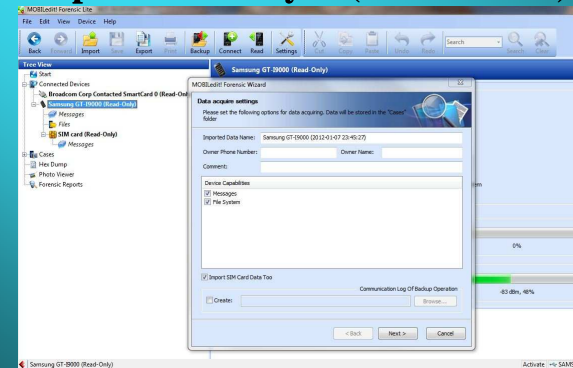 MOBILedit! Forensic Lite
File Edit View Device Help
Back Forward Import Save Export Print Backup Connect Read Settings Cut Copy Paste Undo Redo Search Search Clear
Tree View
Start
Connected Devices
Broadcom Corp Contacted SmartCard 0 (Read-Onl
Samsung GT-I9000 (Read-Only)
Messages
Files
SIM card (Read-Only)
Messages
Cases
Hex Dump
Photo Viewer
Forensic Reports
Samsung GT-I9000 (Read-Only)
MOBILedit! Forensic Wizard
Data acquire settings
Please set the following options for data acquiring. Data will be stored in the "Cases"
folder
Imported Data Name: Samsung GT-I9000 (2012-01-07 23:45:27)
Owner Phone Number: Owner Name:
Comment:
Device Capabilities
Messages
File System
Import SIM Card Data Too
Communication Log Of Backup Operation
Create: Browse...
< Back Next > Cancel
0%
-83 dBm, 48%
Samsung GT-I9000 (Read-Only)
Activate SAMS